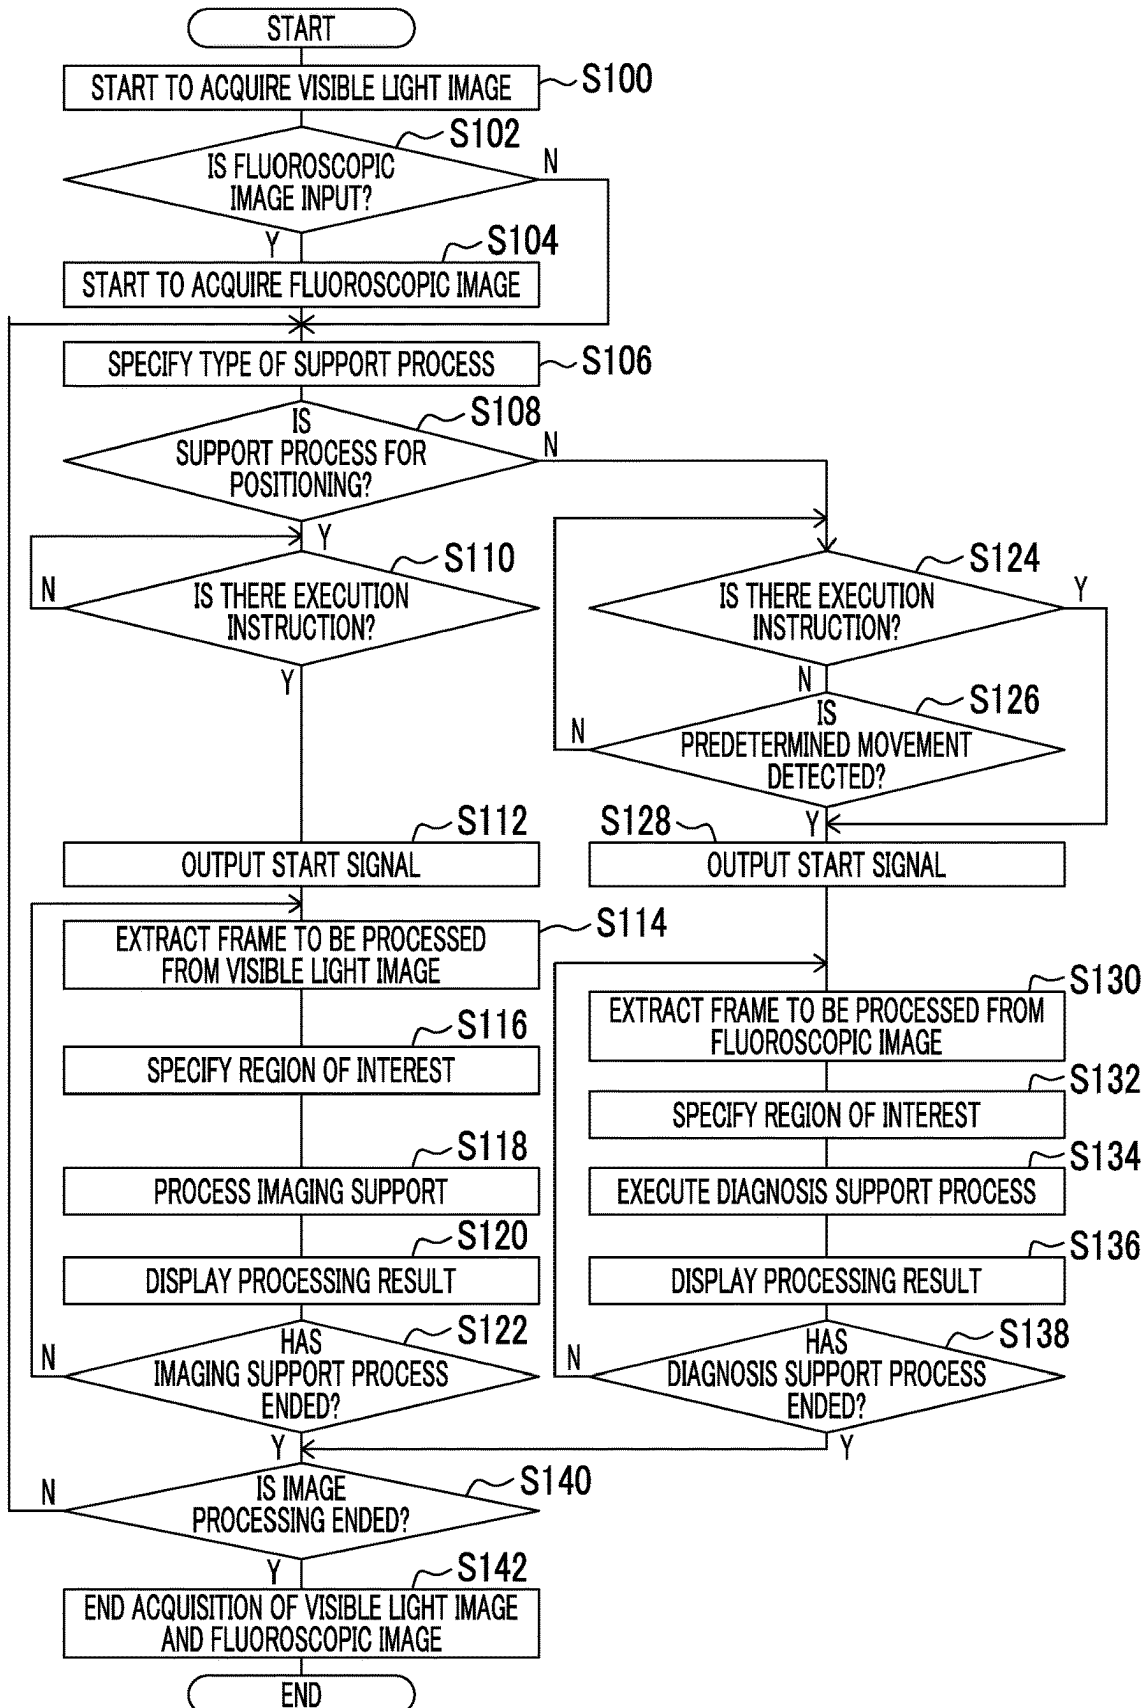 START
START TO ACQUIRE VISIBLE LIGHT IMAGE
S100
S102
IS FLUOROSCOPIC
IMAGE INPUT?
N
Y
S104
START TO ACQUIRE FLUOROSCOPIC IMAGE
SPECIFY TYPE OF SUPPORT PROCESS
S106
S108
IS
SUPPORT PROCESS FOR
POSITIONING?
N
Y
S110
N
IS THERE EXECUTION
INSTRUCTION?
Y
S112
OUTPUT START SIGNAL
EXTRACT FRAME TO BE PROCESSED
FROM VISIBLE LIGHT IMAGE
S114
S116
SPECIFY REGION OF INTEREST
S118
PROCESS IMAGING SUPPORT
S120
DISPLAY PROCESSING RESULT
S122
N
HAS
IMAGING SUPPORT PROCESS
ENDED?
Y
S124
IS THERE EXECUTION
INSTRUCTION?
Y
N
S126
N
IS
PREDETERMINED MOVEMENT
DETECTED?
Y
S128
OUTPUT START SIGNAL
S130
EXTRACT FRAME TO BE PROCESSED FROM
FLUOROSCOPIC IMAGE
S132
SPECIFY REGION OF INTEREST
S134
EXECUTE DIAGNOSIS SUPPORT PROCESS
S136
DISPLAY PROCESSING RESULT
S138
N
HAS
DIAGNOSIS SUPPORT PROCESS
ENDED?
Y
S140
N
IS IMAGE
PROCESSING ENDED?
Y
S142
END ACQUISITION OF VISIBLE LIGHT IMAGE
AND FLUOROSCOPIC IMAGE
END